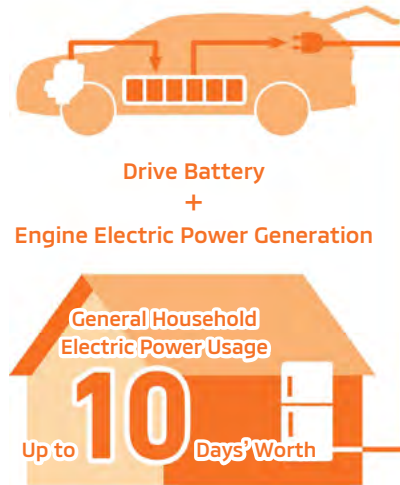 Drive Battery
+
Engine Electric Power Generation
General Household
Electric Power Usage
Up to 10 Days' Worth